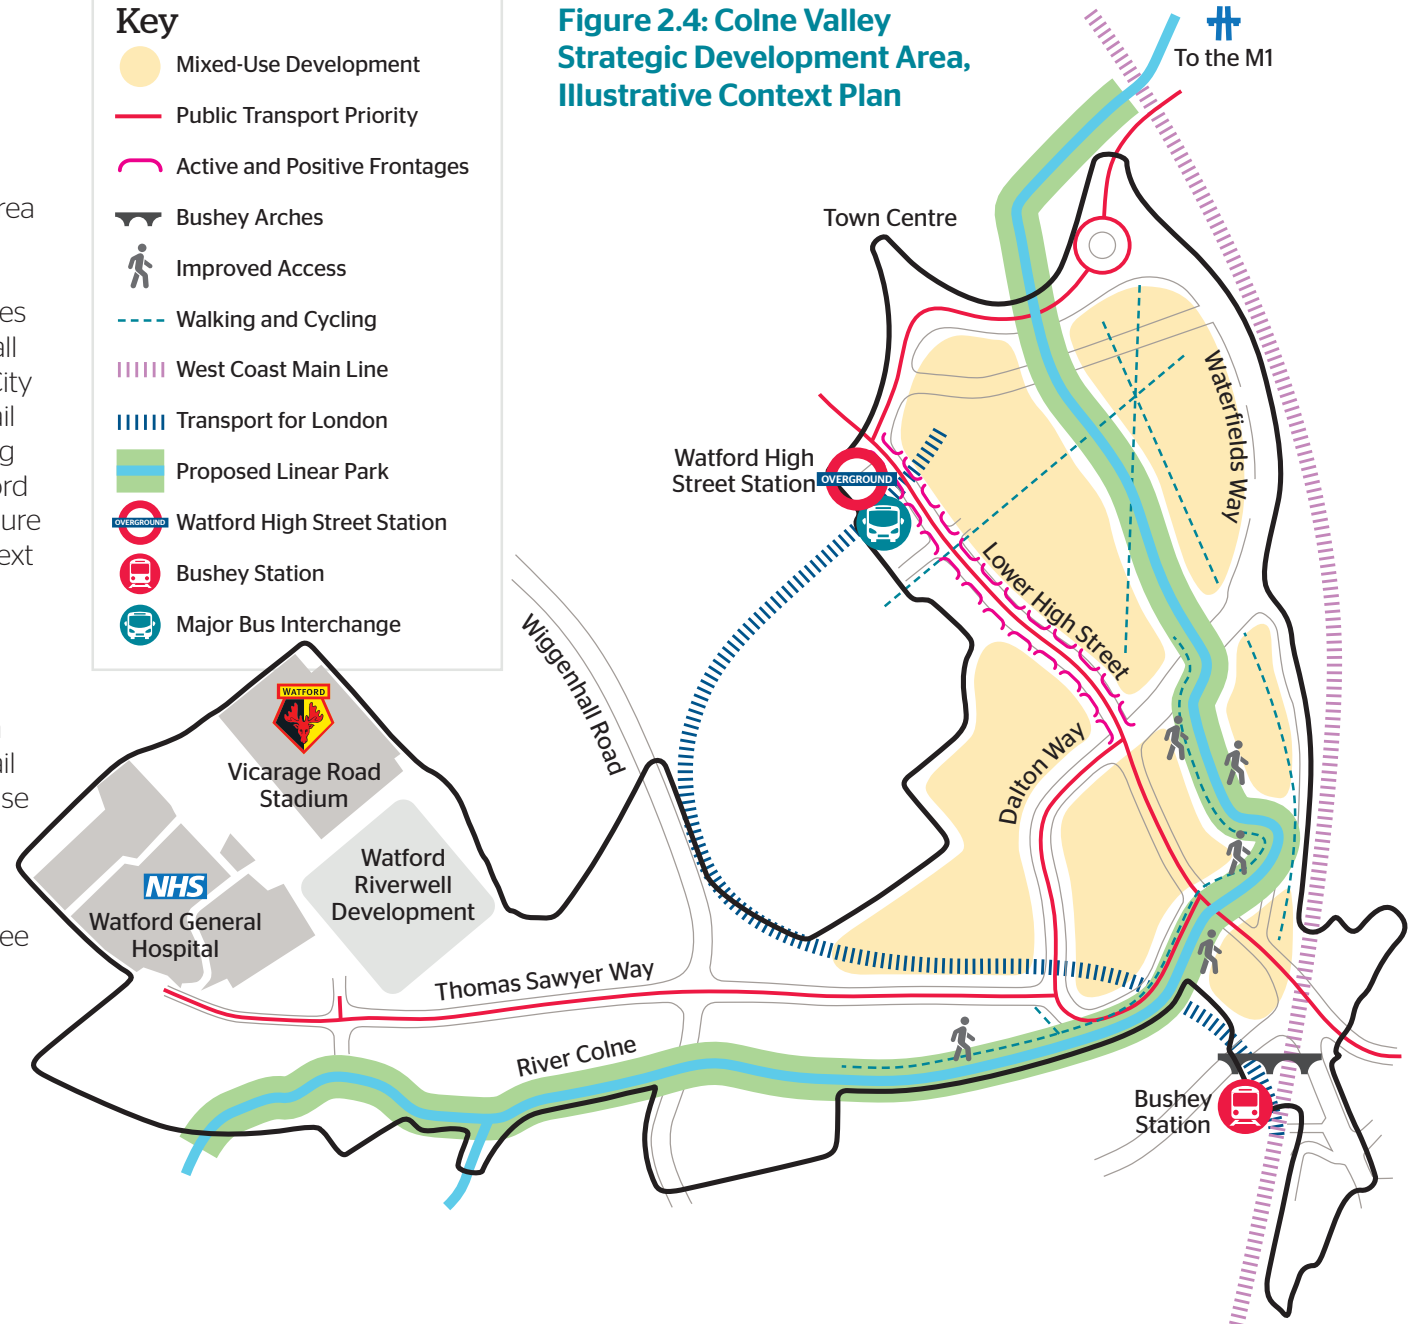 Key
Mixed-Use Development
Public Transport Priority
Active and Positive Frontages
Bushey Arches
Improved Access
Walking and Cycling
West Coast Main Line
Transport for London
Proposed Linear Park
OVERGROUND
Watford High Street Station
Bushey Station
Major Bus Interchange
Figure 2.4: Colne Valley
Strategic Development Area,
Illustrative Context Plan
To the M1
Town Centre
Waterfields Way
Watford High
Street Station
OVERGROUND
Lower High Street
Wiggenhall Road
Dalton Way
WATFORD
Vicarage Road
Stadium
Watford
Riverwell
Development
NHS
Watford General
Hospital
Thomas Sawyer Way
River Colne
Bushey
Station
rea
es
all
City
ail
g
ord
ure
ext
ail
se
ee